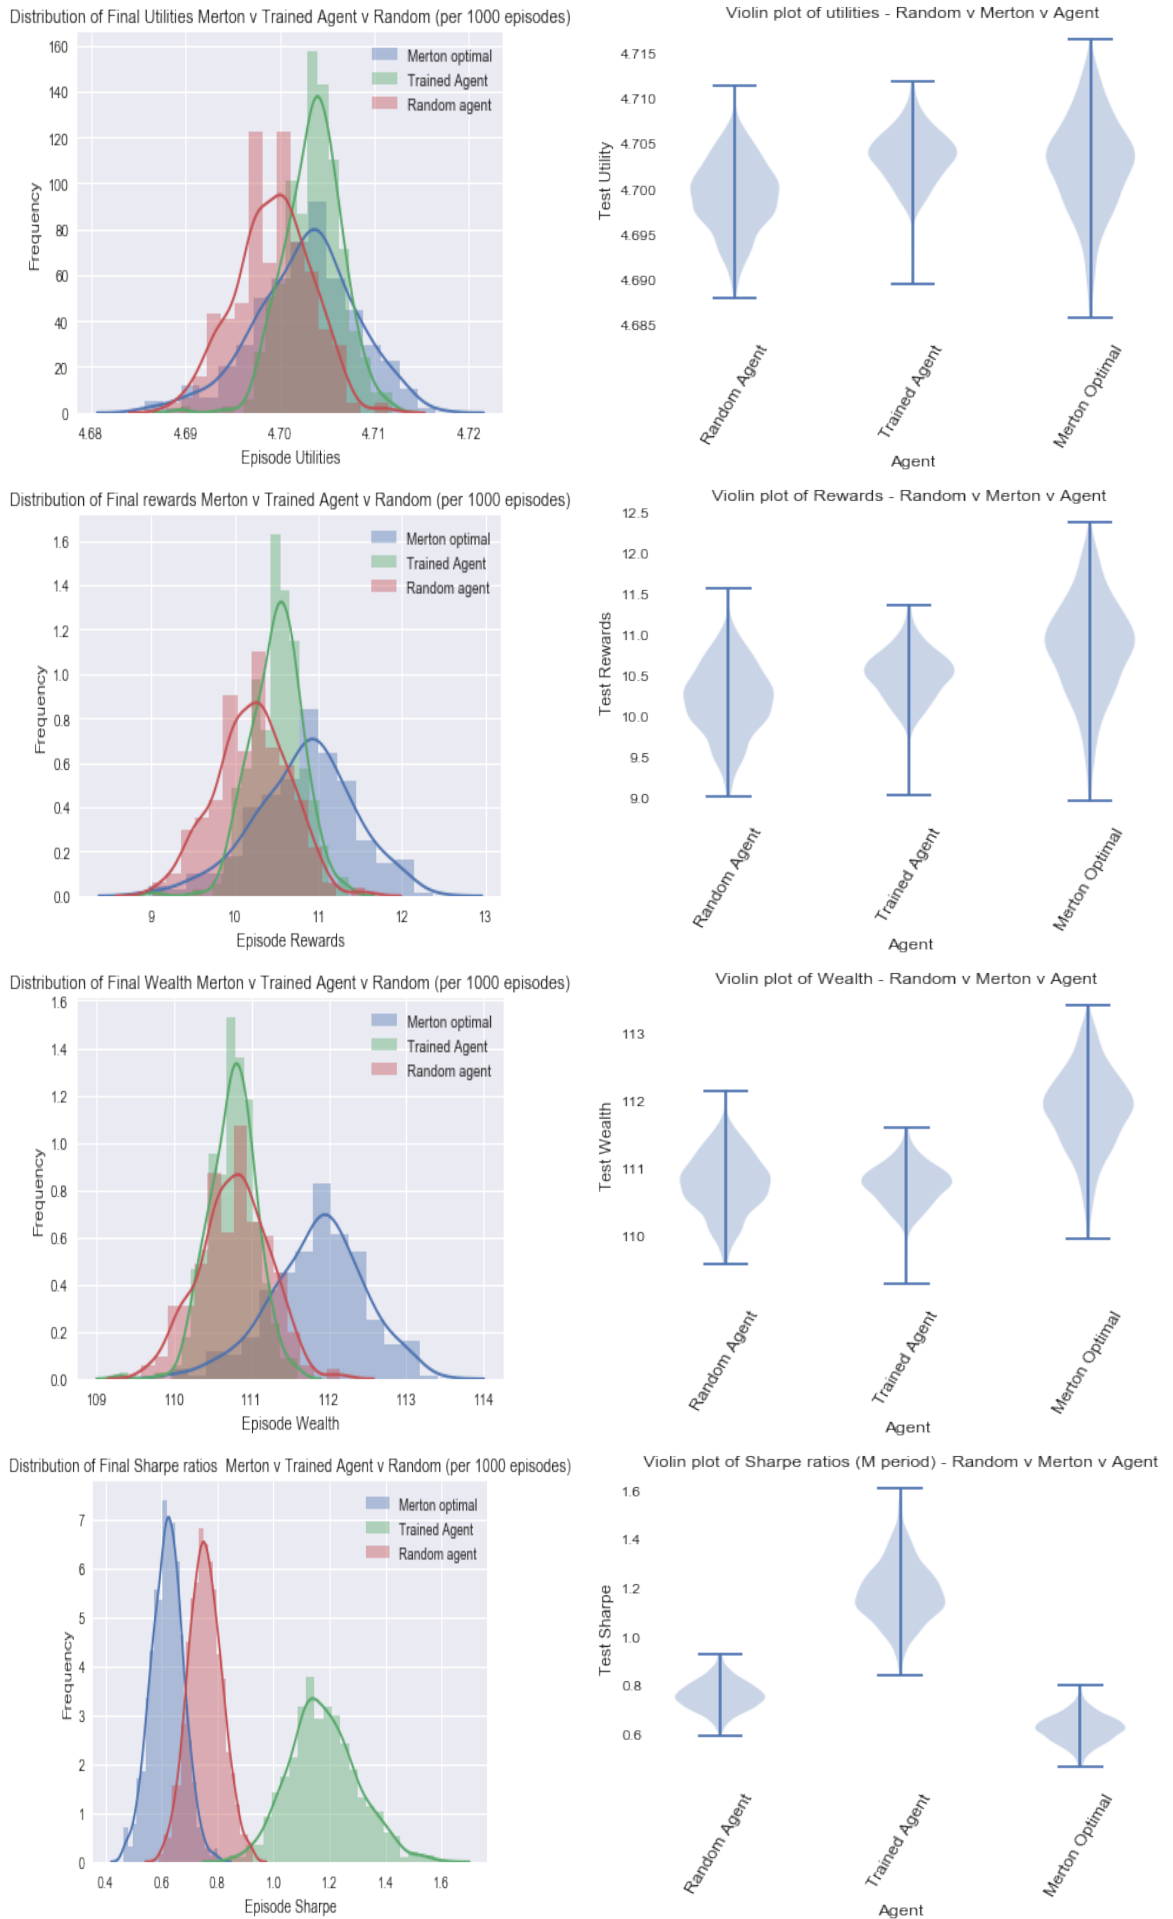 Distribution of Final Utilities Merton v Trained Agent v Random (per 1000 episodes)
160
140
120
100
80
60
40
20
0
Frequency
Merton optimal
Trained Agent
Random agent
4.68 4.69 4.70 4.71 4.72
Episode Utilities
Violin plot of utilities - Random v Merton v Agent
4.715
4.710
4.705
4.700
4.695
4.690
4.685
Test Utility
Random Agent
Trained Agent
Merton Optimal
Agent
Distribution of Final rewards Merton v Trained Agent v Random (per 1000 episodes)
1.6
1.4
1.2
1.0
0.8
0.6
0.4
0.2
0.0
Frequency
Merton optimal
Trained Agent
Random agent
9 10 11 12 13
Episode Rewards
Violin plot of Rewards - Random v Merton v Agent
12.5
12.0
11.5
11.0
10.5
10.0
9.5
9.0
Test Rewards
Random Agent
Trained Agent
Merton Optimal
Agent
Distribution of Final Wealth Merton v Trained Agent v Random (per 1000 episodes)
1.6
1.4
1.2
1.0
0.8
0.6
0.4
0.2
0.0
Frequency
Merton optimal
Trained Agent
Random agent
109 110 111 112 113 114
Episode Wealth
Violin plot of Wealth - Random v Merton v Agent
113
112
111
110
Test Wealth
Random Agent
Trained Agent
Merton Optimal
Agent
Distribution of Final Sharpe ratios Merton v Trained Agent v Random (per 1000 episodes)
7
6
5
4
3
2
1
0
Frequency
Merton optimal
Trained Agent
Random agent
0.4 0.6 0.8 1.0 1.2 1.4 1.6
Episode Sharpe
Violin plot of Sharpe ratios (M period) - Random v Merton v Agent
1.6
1.4
1.2
1.0
0.8
0.6
Test Sharpe
Random Agent
Trained Agent
Merton Optimal
Agent